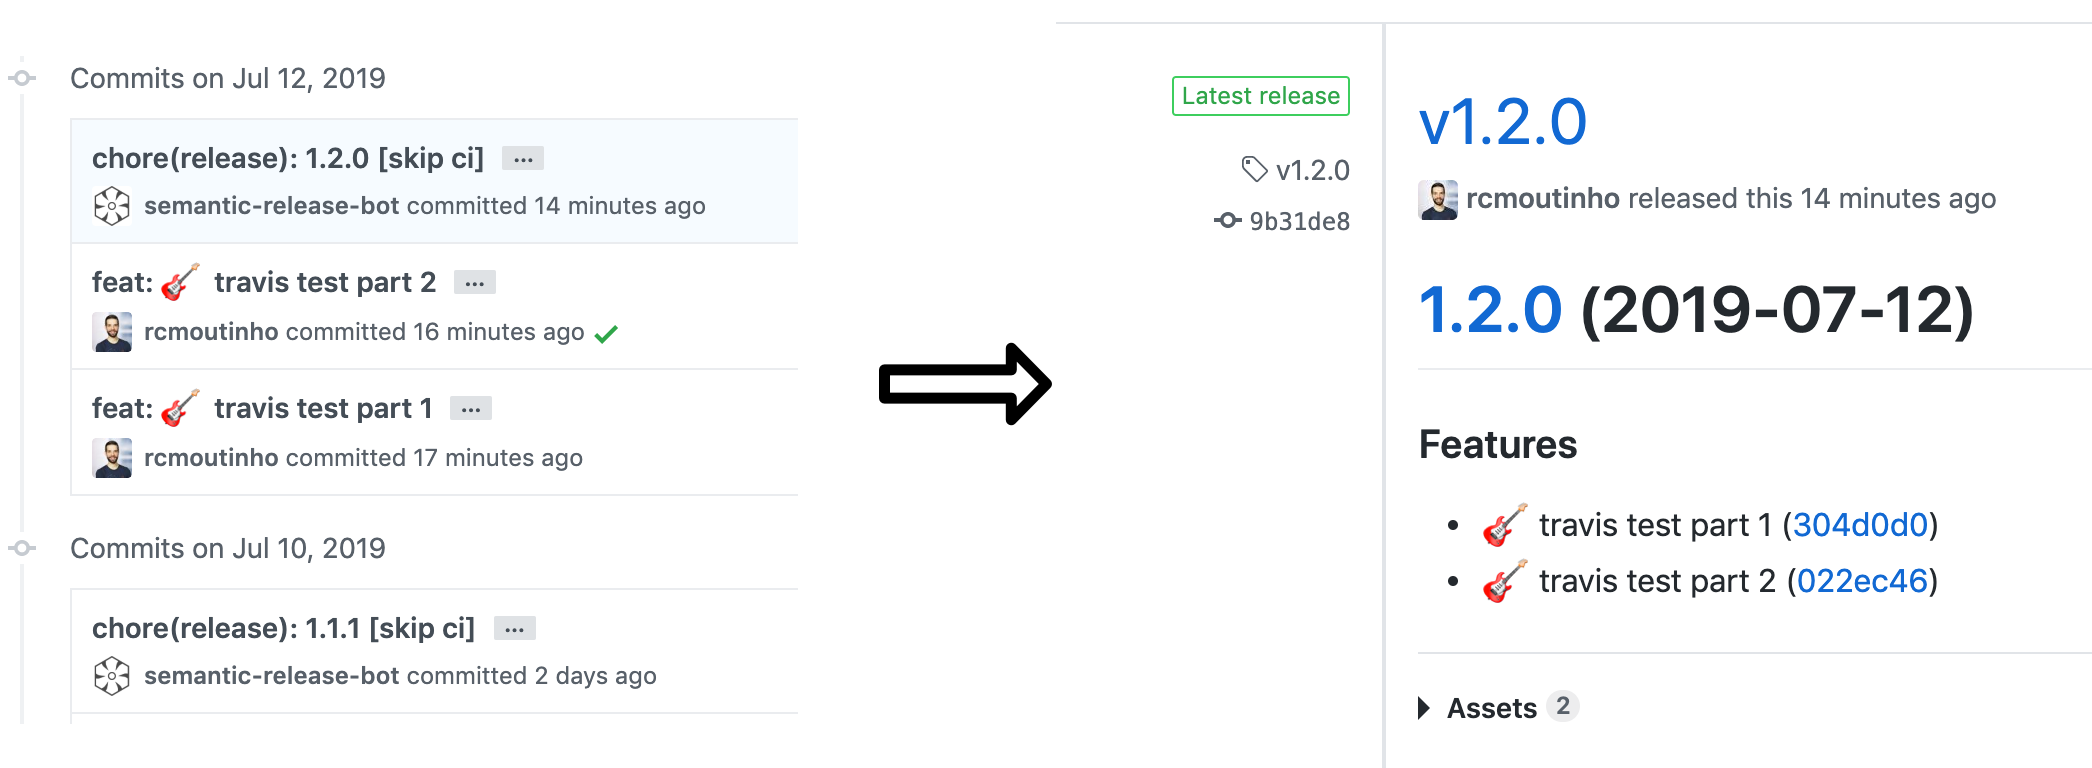 Commits on Jul 12, 2019
chore(release): 1.2.0 [skip ci] ...
semantic-release-bot committed 14 minutes ago
feat: 🎸 travis test part 2 ...
rcmoutinho committed 16 minutes ago
feat: 🎸 travis test part 1 ...
rcmoutinho committed 17 minutes ago
Commits on Jul 10, 2019
chore(release): 1.1.1 [skip ci] ...
semantic-release-bot committed 2 days ago
Latest release
v1.2.0
9b31de8
v1.2.0
rcmoutinho released this 14 minutes ago
1.2.0 (2019-07-12)
Features
• 🎸 travis test part 1 (304d0d0)
• 🎸 travis test part 2 (022ec46)
Assets 2